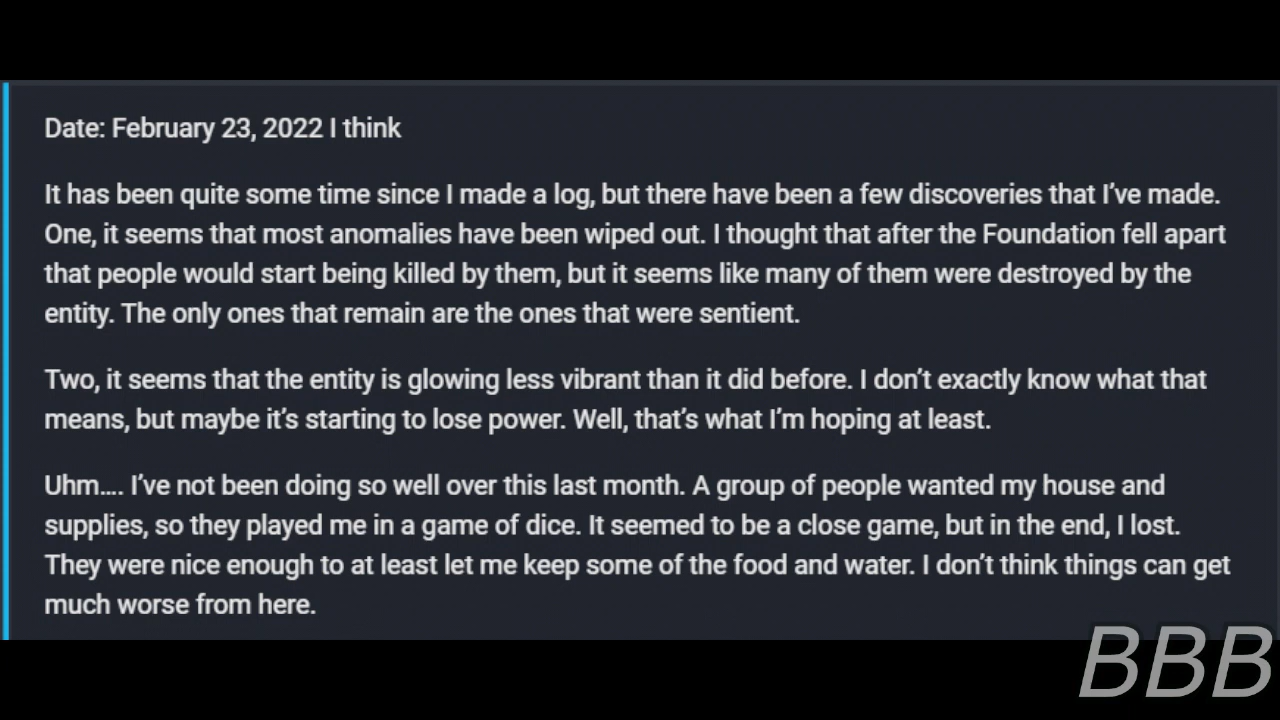 Date: February 23, 2022 I think
It has been quite some time since I made a log, but there have been a few discoveries that I’ve made.
One, it seems that most anomalies have been wiped out. I thought that after the Foundation fell apart
that people would start being killed by them, but it seems like many of them were destroyed by the
entity. The only ones that remain are the ones that were sentient.
Two, it seems that the entity is glowing less vibrant than it did before. I don’t exactly know what that
means, but maybe it’s starting to lose power. Well, that’s what I’m hoping at least.
Uhm.... I’ve not been doing so well over this last month. A group of people wanted my house and
supplies, so they played me in a game of dice. It seemed to be a close game, but in the end, I lost.
They were nice enough to at least let me keep some of the food and water. I don’t think things can get
much worse from here.
BBB